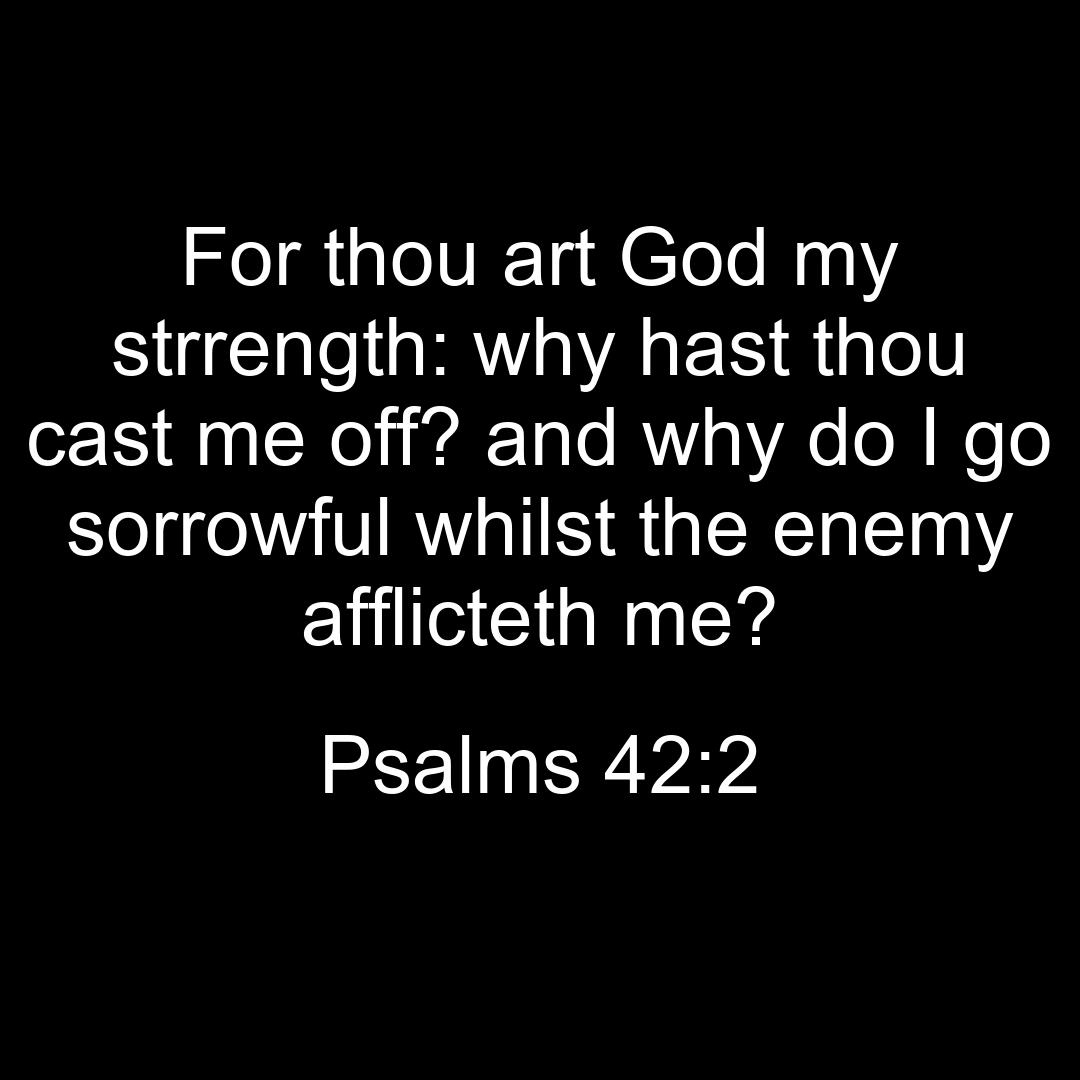 For thou art God my
strrength: why hast thou
cast me off? and why do I go
sorrowful whilst the enemy
afflicteth me?
Psalms 42:2